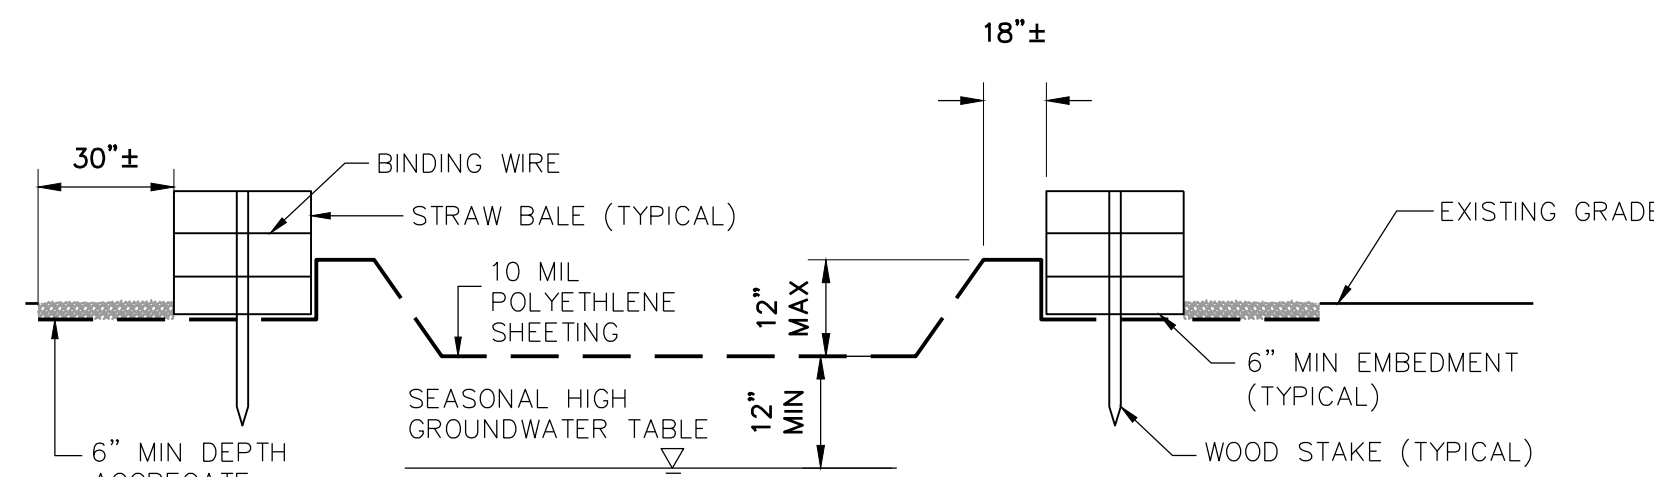 18"±
30"±
BINDING WIRE
STRAW BALE (TYPICAL)
EXISTING GRADE
10 MIL
POLYETHLENE
SHEETING
12"
MAX
6" MIN EMBEDMENT
(TYPICAL)
SEASONAL HIGH
GROUNDWATER TABLE
12"
MIN
6" MIN DEPTH
AGGREGATE
WOOD STAKE (TYPICAL)